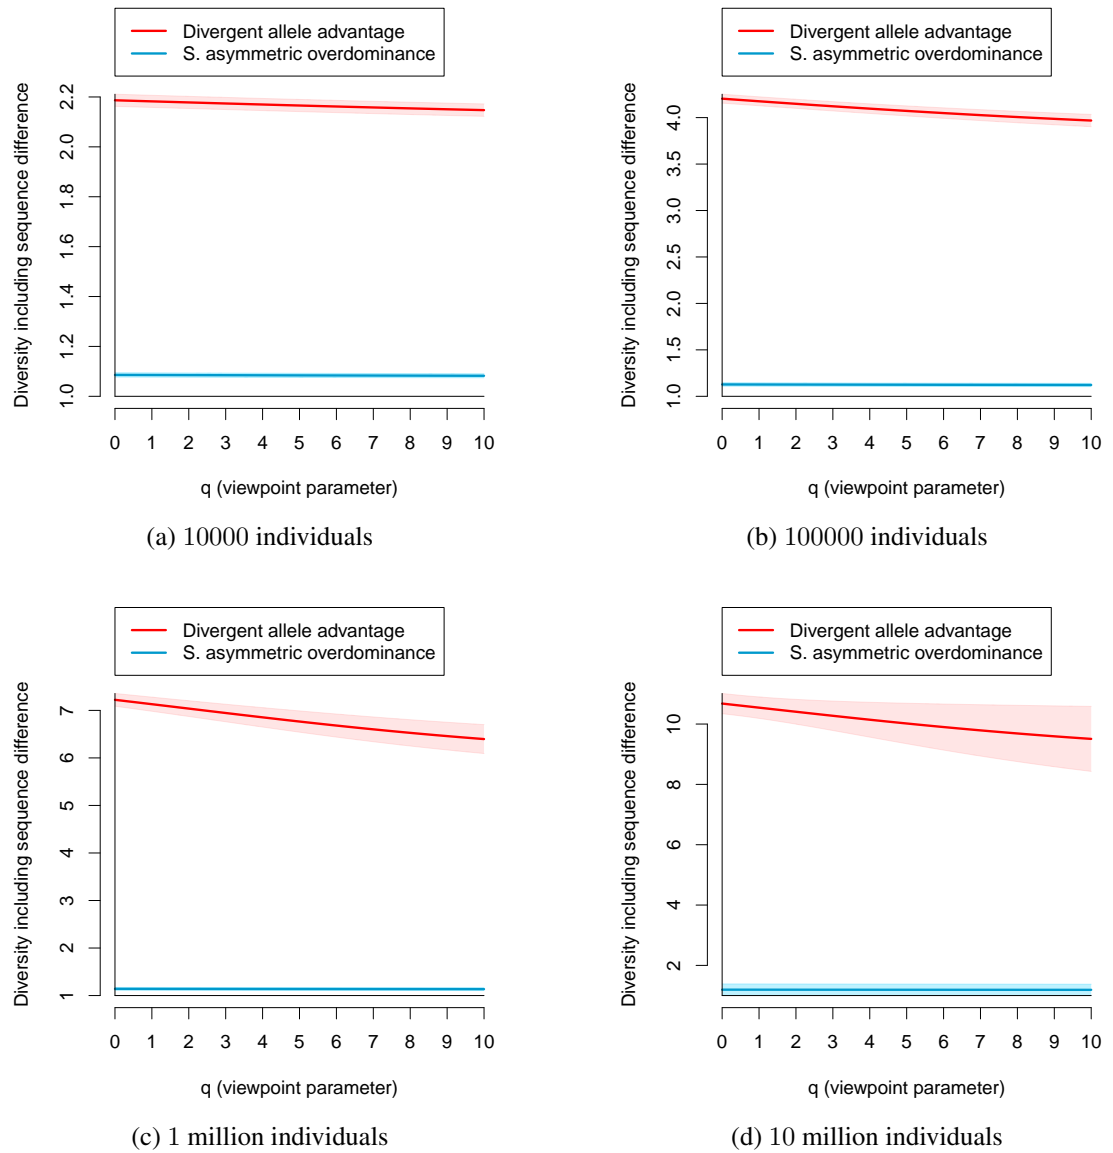 Divergent allele advantage
S. asymmetric overdominance
Diversity including sequence difference
2.2
2.0
1.8
1.6
1.4
1.2
1.0
0 1 2 3 4 5 6 7 8 9 10
q (viewpoint parameter)
(a) 10000 individuals
Divergent allele advantage
S. asymmetric overdominance
Diversity including sequence difference
4.0
3.5
3.0
2.5
2.0
1.5
1.0
0 1 2 3 4 5 6 7 8 9 10
q (viewpoint parameter)
(b) 100000 individuals
Divergent allele advantage
S. asymmetric overdominance
Diversity including sequence difference
7
6
5
4
3
2
1
0 1 2 3 4 5 6 7 8 9 10
q (viewpoint parameter)
(c) 1 million individuals
Divergent allele advantage
S. asymmetric overdominance
Diversity including sequence difference
10
8
6
4
2
0 1 2 3 4 5 6 7 8 9 10
q (viewpoint parameter)
(d) 10 million individuals